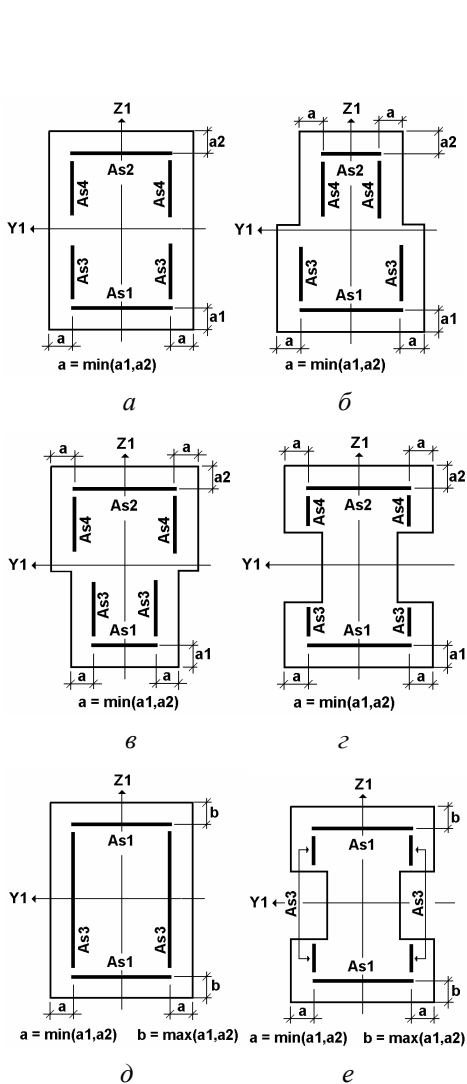 Z1
a2
As2
As4 As4
Y1
As3 As3
As1
a1
a a
a = min(a1,a2)
а
a Z1 a
a2
As2
As4 As4
Y1
As3 As3
As1
a1
a a
a = min(a1,a2)
б
a Z1 a
a2
As2
As4 As4
Y1
As3 As3
As1
a1
a a
a = min(a1,a2)
в
a Z1 a
a2
As2
As4 As4
Y1
As3 As3
As1
a1
a a
a = min(a1,a2)
г
Z1
b
As1
Y1
As3 As3
As1
b
a a
a = min(a1,a2) b = max(a1,a2)
д
Z1
b
As1
Y1 As3 As3
As1
b
a a
a = min(a1,a2) b = max(a1,a2)
е